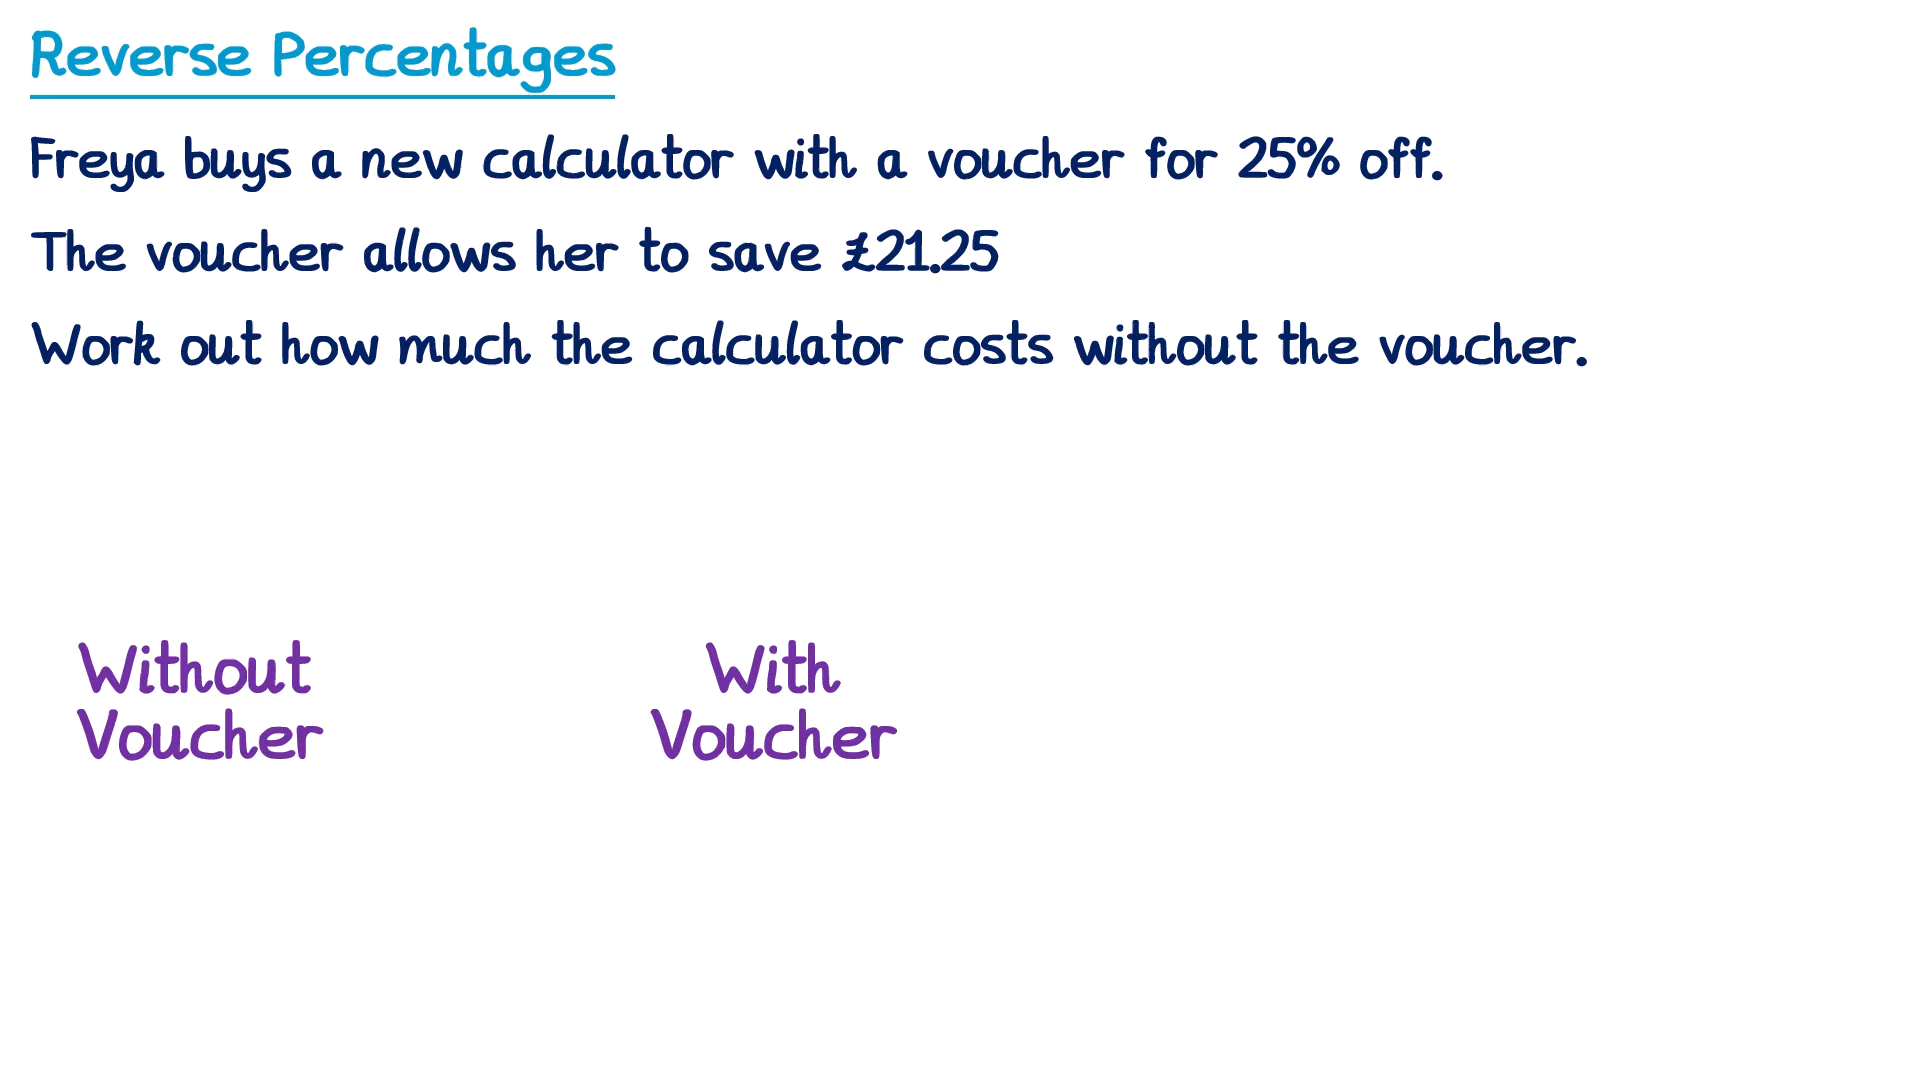 Reverse Percentages
Freya buys a new calculator with a voucher for 25% off.
The voucher allows her to save £21.25
Work out how much the calculator costs without the voucher.
Without
Voucher
With
Voucher